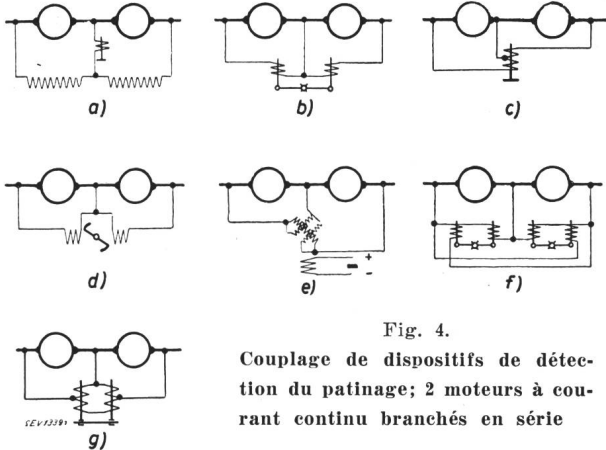 a)
b)
c)
d)
e)
+
-
f)
g)
SEV13391
Fig. 4.
Couplage de dispositifs de détec-
tion du patinage; 2 moteurs à cou-
rant continu branchés en série